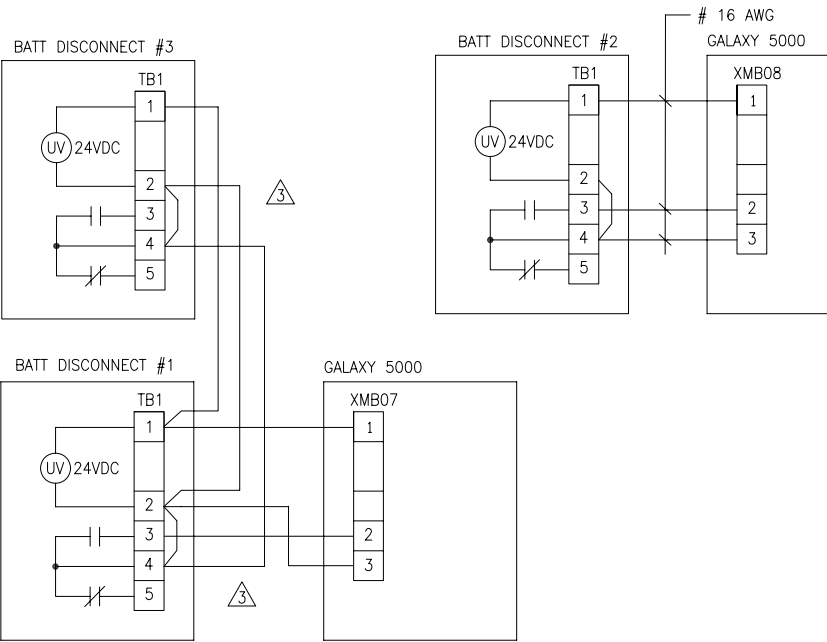 # 16 AWG
BATT DISCONNECT #3
TB1
1
UV 24VDC
2
3
4
5
3
BATT DISCONNECT #2
TB1
1
UV 24VDC
2
3
4
5
GALAXY 5000
XMB08
1
2
3
BATT DISCONNECT #1
TB1
1
UV 24VDC
2
3
4
5
3
GALAXY 5000
XMB07
1
2
3